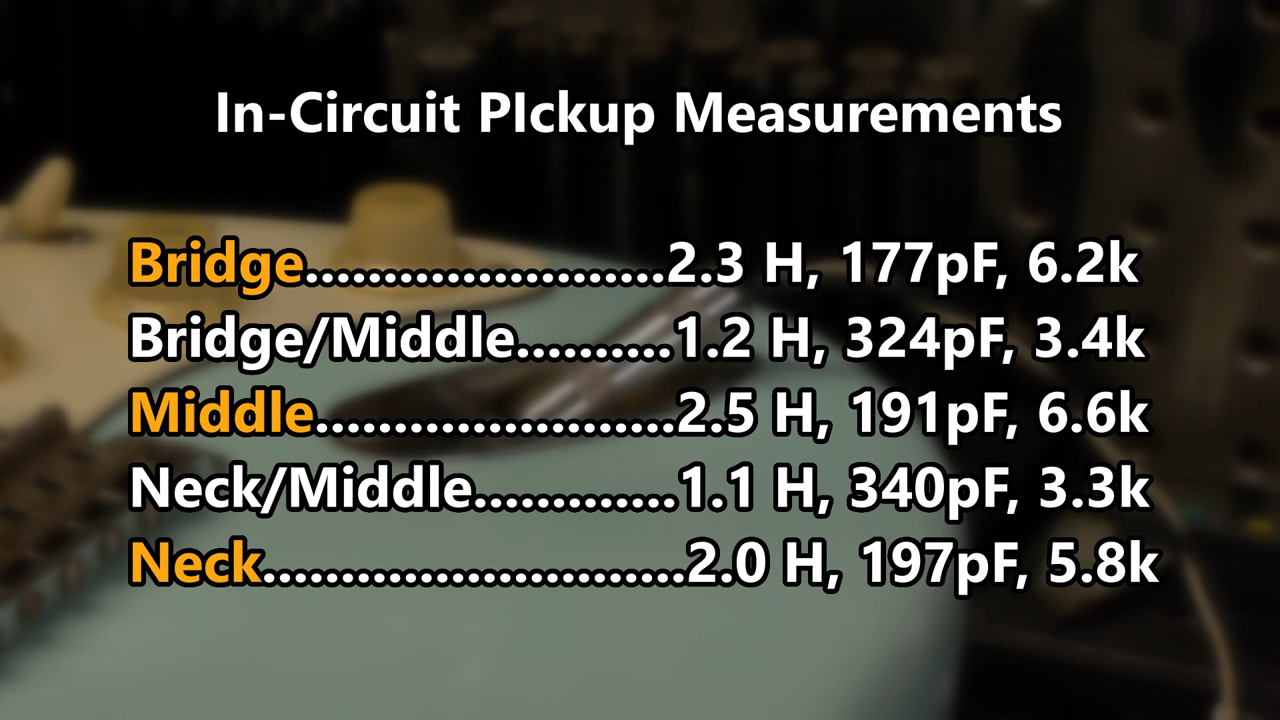 In-Circuit PIckup Measurements
Bridge.......................2.3 H, 177pF, 6.2k
Bridge/Middle..........1.2 H, 324pF, 3.4k
Middle.......................2.5 H, 191pF, 6.6k
Neck/Middle.............1.1 H, 340pF, 3.3k
Neck...........................2.0 H, 197pF, 5.8k